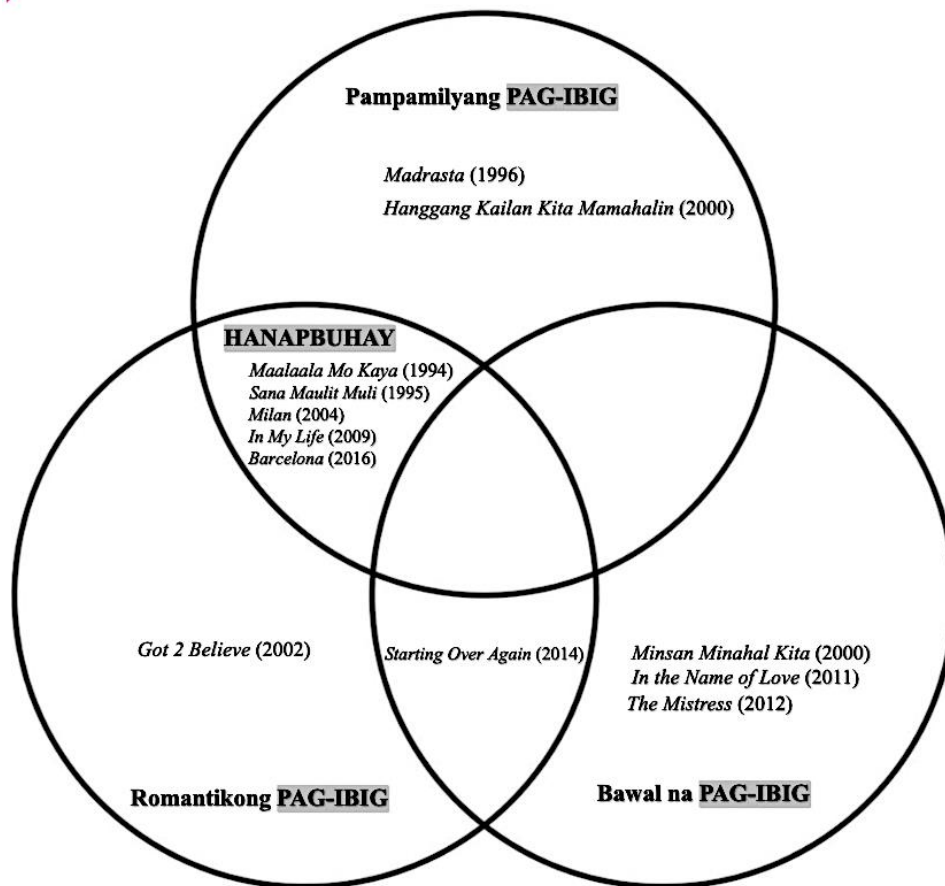 Pampamilyang PAG-IBIG
Madrasta (1996)
Hanggang Kailan Kita Mamahalin (2000)
HANAPBUHAY
Maalaala Mo Kaya (1994)
Sana Maulit Muli (1995)
Milan (2004)
In My Life (2009)
Barcelona (2016)
Got 2 Believe (2002)
Starting Over Again (2014)
Minsan Minahal Kita (2000)
In the Name of Love (2011)
The Mistress (2012)
Romantikong PAG-IBIG
Bawal na PAG-IBIG